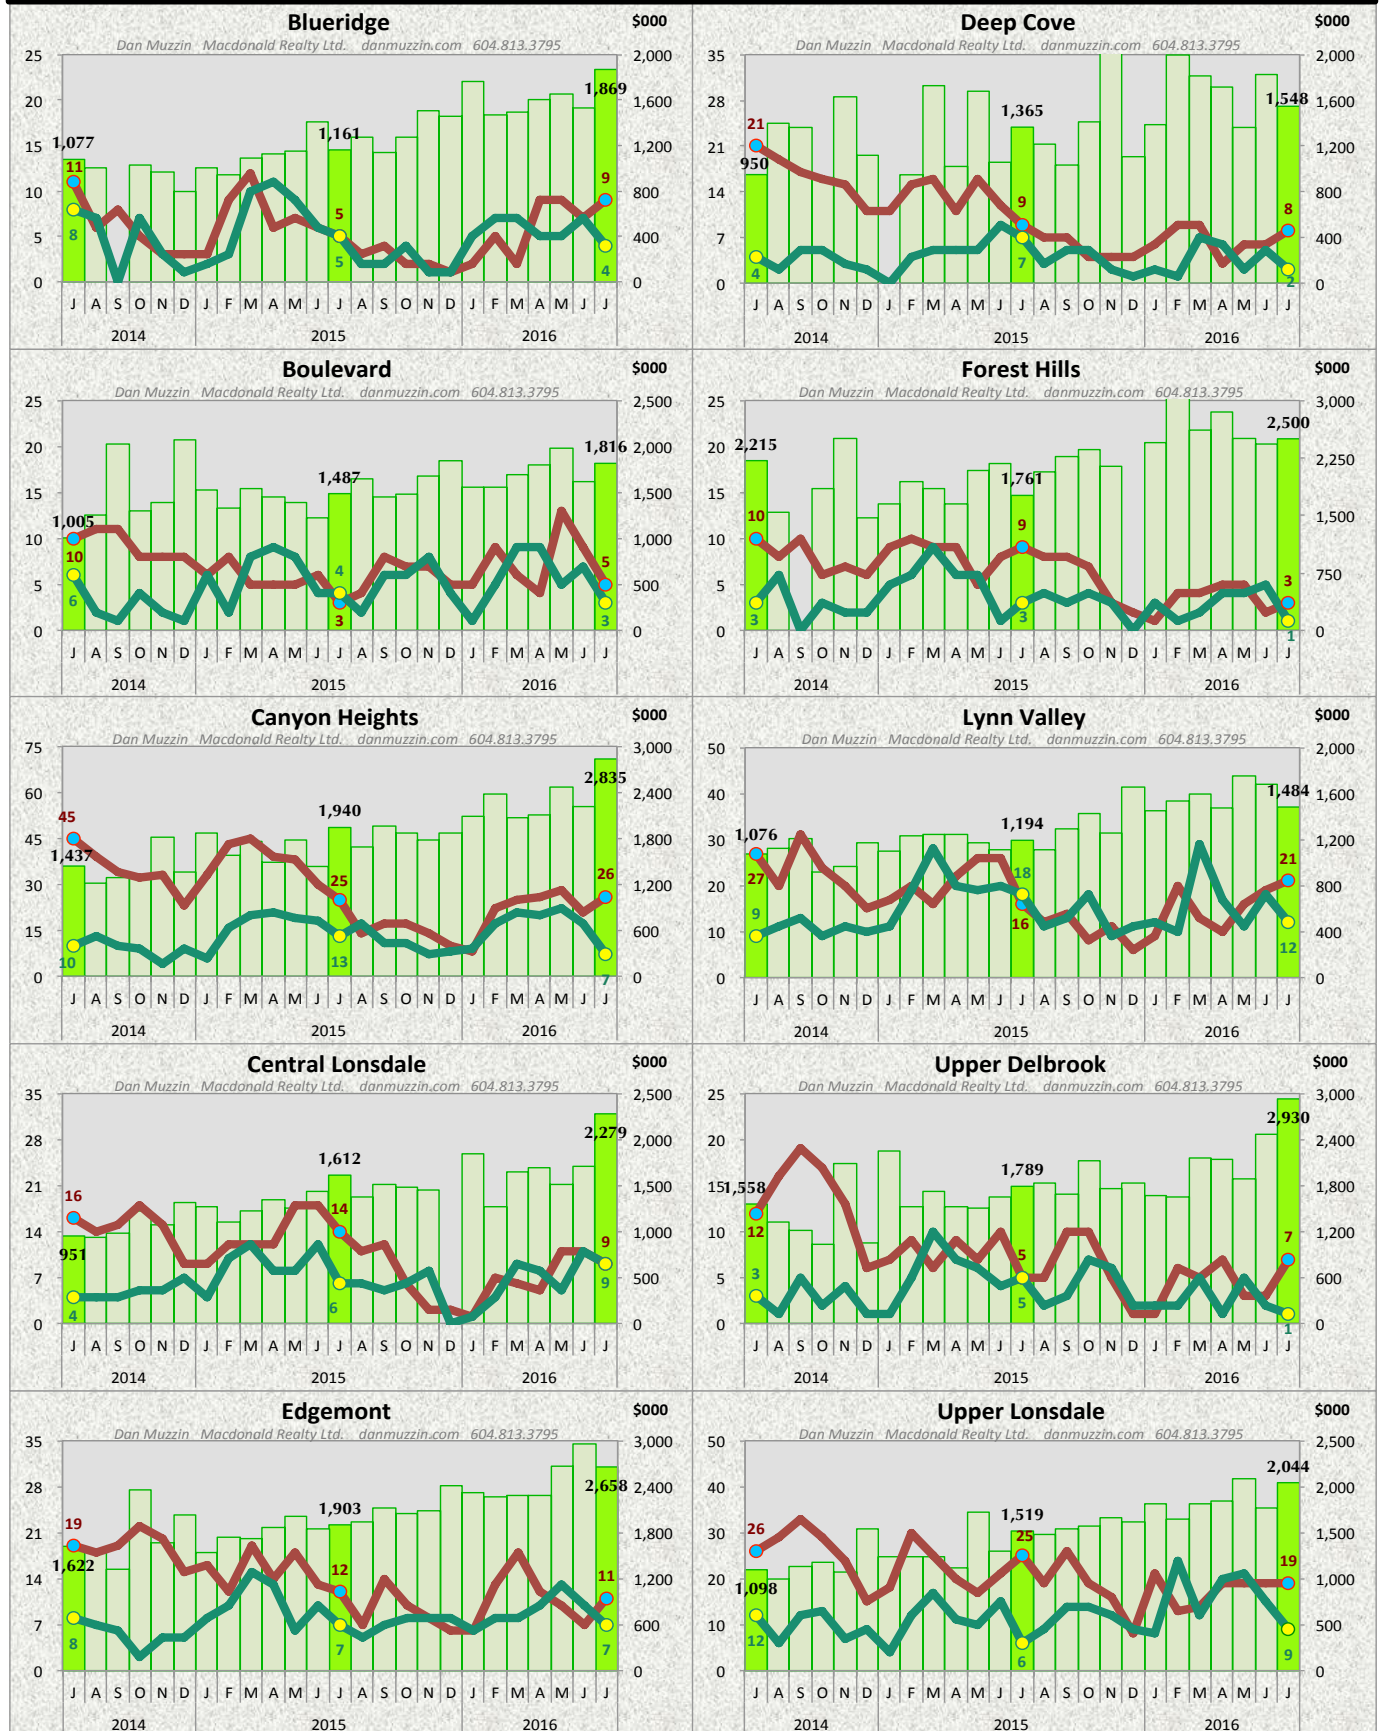 Blueridge $000
Dan Muzzin Macdonald Realty Ltd. danmuzzin.com 604.813.3795
25 20 15 10 5 0
2,000 1,600 1,200 800 400 0
1,077 11 8 1,161 5 5 1,869 9 4
J A S O N D J F M A M J J A S O N D J F M A M J J
2014 2015 2016
Deep Cove $000
Dan Muzzin Macdonald Realty Ltd. danmuzzin.com 604.813.3795
35 28 21 14 7 0
2,000 1,600 1,200 800 400 0
21 950 4 1,365 9 7 1,548 8 2
J A S O N D J F M A M J J A S O N D J F M A M J J
2014 2015 2016
Boulevard $000
Dan Muzzin Macdonald Realty Ltd. danmuzzin.com 604.813.3795
25 20 15 10 5 0
2,500 2,000 1,500 1,000 500 0
1,005 10 6 1,487 4 3 1,816 5 3
J A S O N D J F M A M J J A S O N D J F M A M J J
2014 2015 2016
Forest Hills $000
Dan Muzzin Macdonald Realty Ltd. danmuzzin.com 604.813.3795
25 20 15 10 5 0
3,000 2,250 1,500 750 0
2,215 10 3 1,761 9 3 2,500 3 1
J A S O N D J F M A M J J A S O N D J F M A M J J
2014 2015 2016
Canyon Heights $000
Dan Muzzin Macdonald Realty Ltd. danmuzzin.com 604.813.3795
75 60 45 30 15 0
3,000 2,400 1,800 1,200 600 0
45 1,437 10 1,940 25 13 2,835 26 7
J A S O N D J F M A M J J A S O N D J F M A M J J
2014 2015 2016
Lynn Valley $000
Dan Muzzin Macdonald Realty Ltd. danmuzzin.com 604.813.3795
50 40 30 20 10 0
2,000 1,600 1,200 800 400 0
1,076 27 9 1,194 18 16 1,484 21 12
J A S O N D J F M A M J J A S O N D J F M A M J J
2014 2015 2016
Central Lonsdale $000
Dan Muzzin Macdonald Realty Ltd. danmuzzin.com 604.813.3795
35 28 21 14 7 0
2,500 2,000 1,500 1,000 500 0
16 951 4 1,612 14 6 2,279 9 9
J A S O N D J F M A M J J A S O N D J F M A M J J
2014 2015 2016
Upper Delbrook $000
Dan Muzzin Macdonald Realty Ltd. danmuzzin.com 604.813.3795
25 20 15 10 5 0
3,000 2,400 1,800 1,200 600 0
1,558 12 3 1,789 5 5 2,930 7 1
J A S O N D J F M A M J J A S O N D J F M A M J J
2014 2015 2016
Edgemont $000
Dan Muzzin Macdonald Realty Ltd. danmuzzin.com 604.813.3795
35 28 21 14 7 0
3,000 2,400 1,800 1,200 600 0
19 1,622 8 1,903 12 7 2,658 11 7
J A S O N D J F M A M J J A S O N D J F M A M J J
2014 2015 2016
Upper Lonsdale $000
Dan Muzzin Macdonald Realty Ltd. danmuzzin.com 604.813.3795
50 40 30 20 10 0
2,500 2,000 1,500 1,000 500 0
26 1,098 12 1,519 25 6 2,044 19 9
J A S O N D J F M A M J J A S O N D J F M A M J J
2014 2015 2016